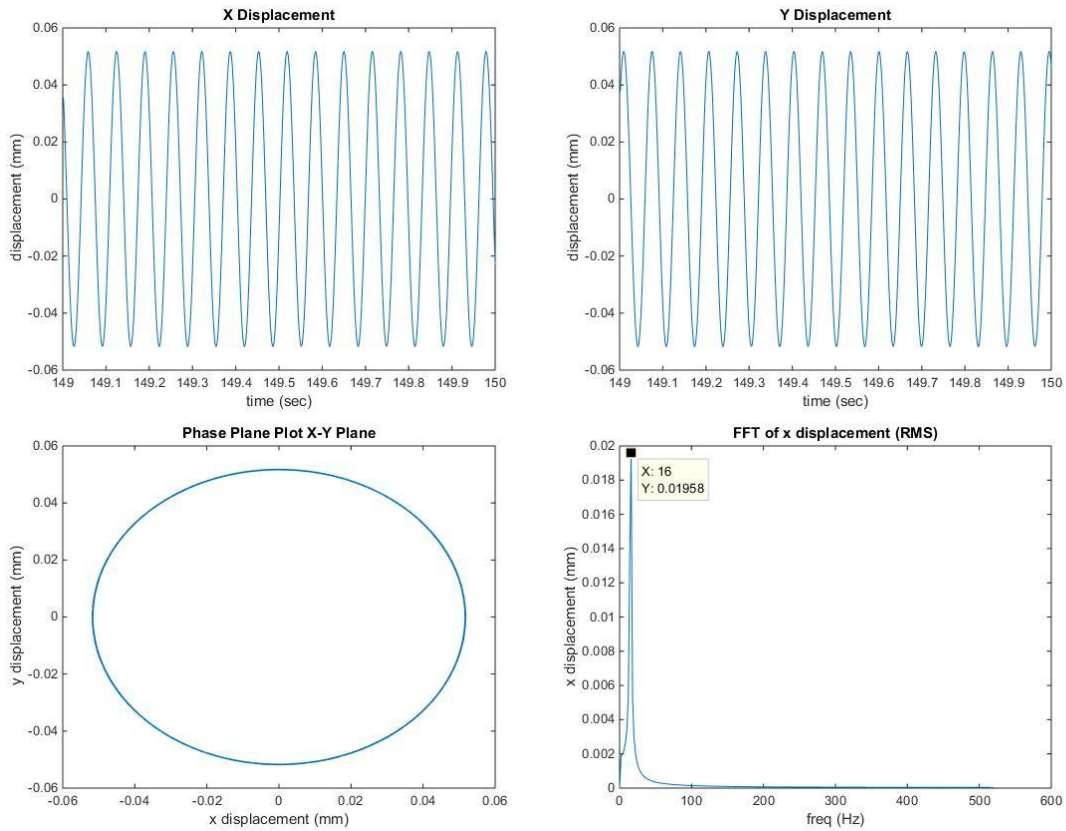 X Displacement
0.06
0.04
0.02
0
-0.02
-0.04
-0.06
displacement (mm)
149 149.1 149.2 149.3 149.4 149.5 149.6 149.7 149.8 149.9 150
time (sec)
Y Displacement
0.06
0.04
0.02
0
-0.02
-0.04
-0.06
displacement (mm)
149 149.1 149.2 149.3 149.4 149.5 149.6 149.7 149.8 149.9 150
time (sec)
Phase Plane Plot X-Y Plane
0.06
0.04
0.02
0
-0.02
-0.04
-0.06
y displacement (mm)
-0.06 -0.04 -0.02 0 0.02 0.04 0.06
x displacement (mm)
FFT of x displacement (RMS)
0.02
0.018
0.016
0.014
0.012
0.01
0.008
0.006
0.004
0.002
0
x displacement (mm)
X: 16
Y: 0.01958
0 100 200 300 400 500 600
freq (Hz)